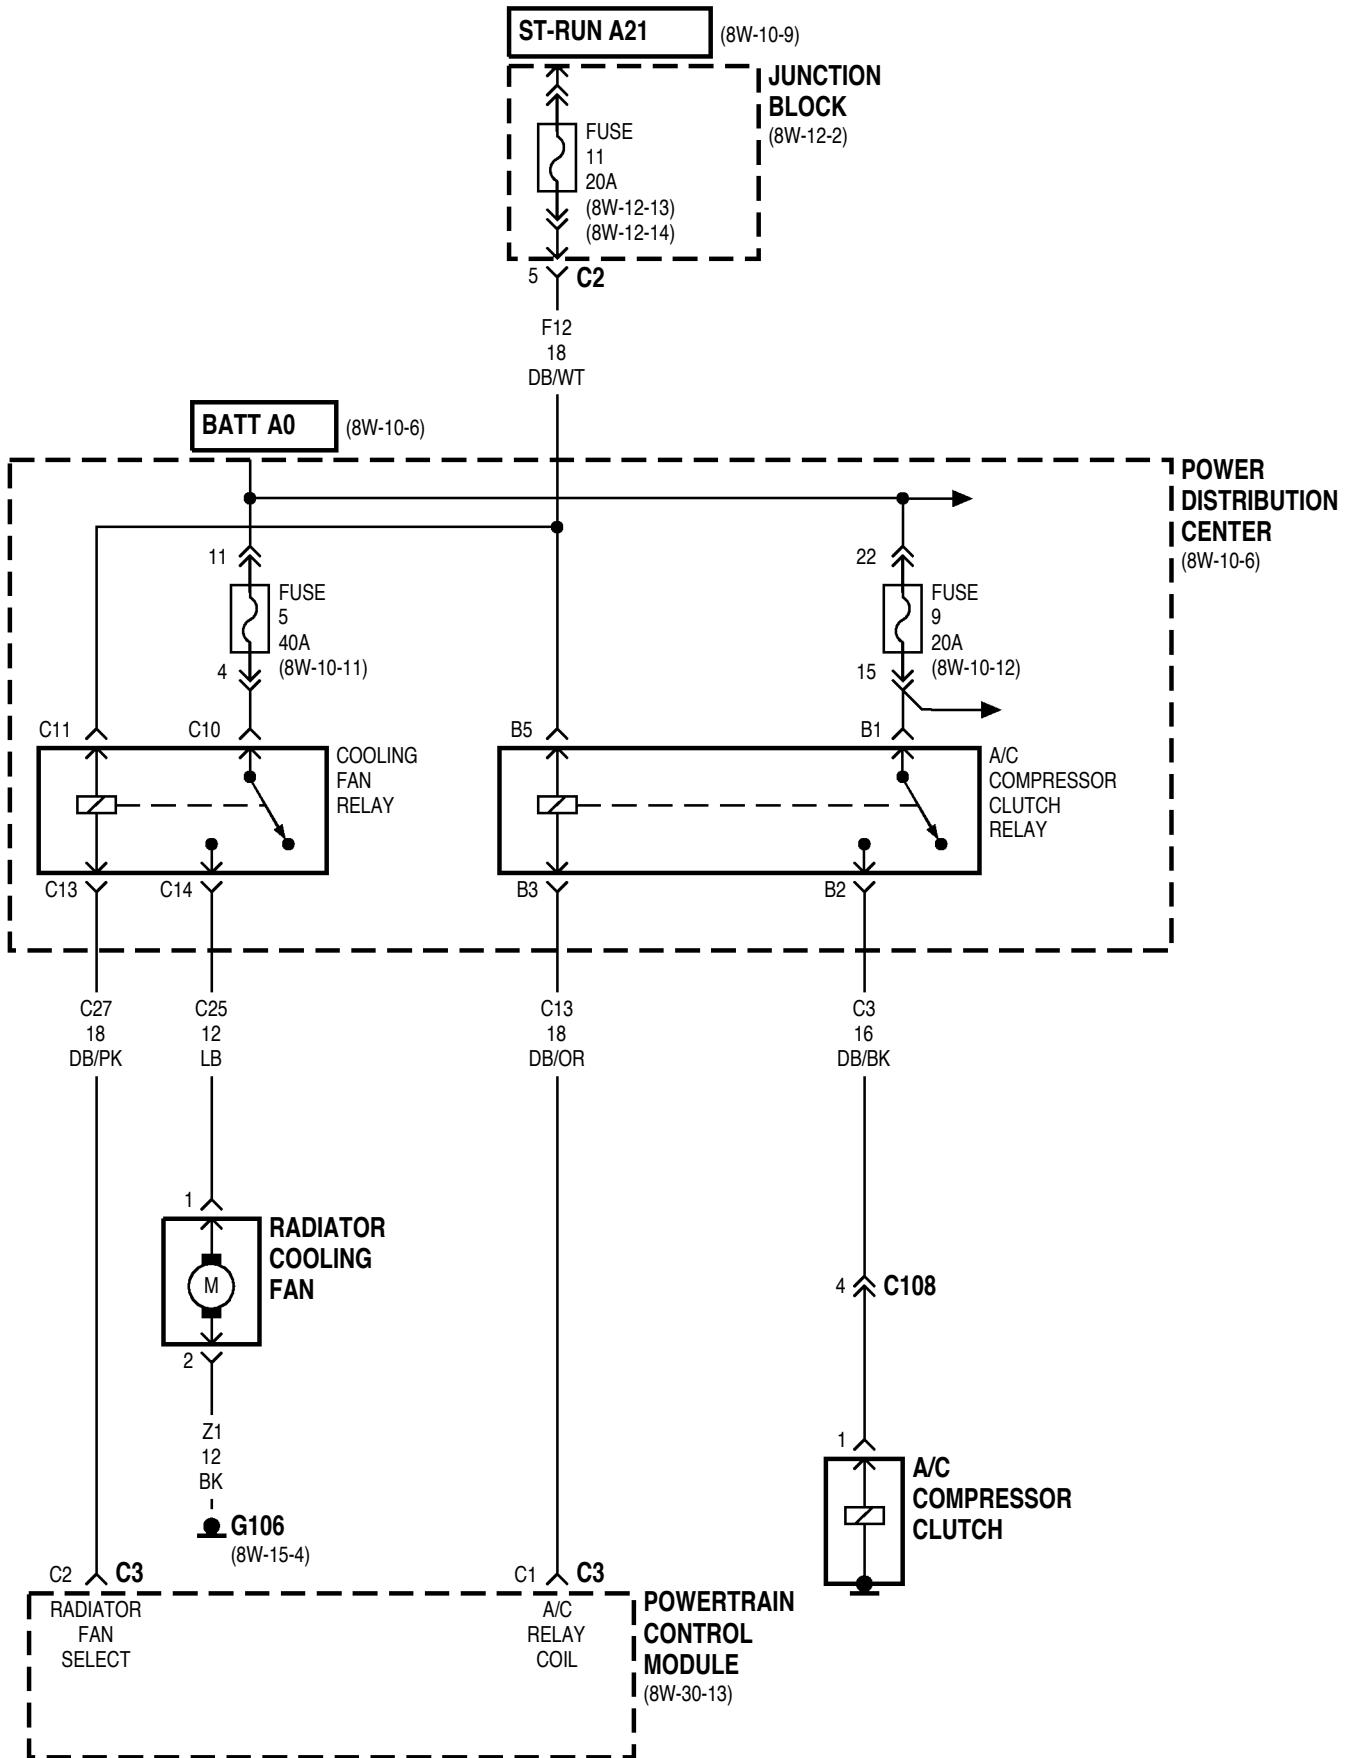 ST-RUN A21
(8W-10-9)
JUNCTION
BLOCK
(8W-12-2)
FUSE
11
20A
(8W-12-13)
(8W-12-14)
5
C2
F12
18
DB/WT
BATT A0
(8W-10-6)
POWER
DISTRIBUTION
CENTER
(8W-10-6)
11
FUSE
5
40A
(8W-10-11)
4
22
FUSE
9
20A
(8W-10-12)
15
C11
C10
B5
B1
COOLING
FAN
RELAY
A/C
COMPRESSOR
CLUTCH
RELAY
C13
C14
B3
B2
C27
18
DB/PK
C25
12
LB
C13
18
DB/OR
C3
16
DB/BK
1
RADIATOR
COOLING
FAN
M
2
Z1
12
BK
G106
(8W-15-4)
4
C108
1
A/C
COMPRESSOR
CLUTCH
C2
C3
C1
C3
RADIATOR
FAN
SELECT
A/C
RELAY
COIL
POWERTRAIN
CONTROL
MODULE
(8W-30-13)